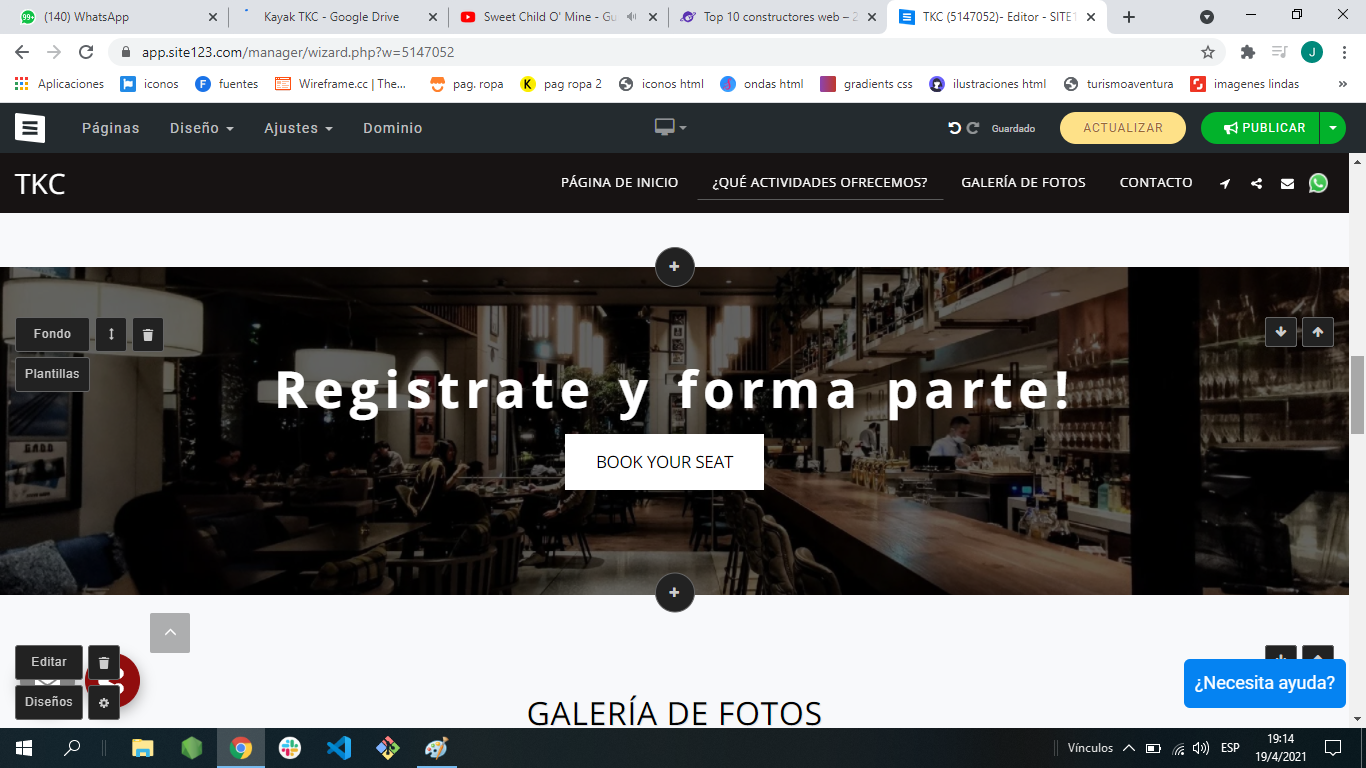 (140) WhatsApp
Kayak TKC - Google Drive
Sweet Child O' Mine - Gu
Top 10 constructores web – 2
TKC (5147052)- Editor - SITE1
app.site123.com/manager/wizard.php?w=5147052
J
Aplicaciones
iconos
fuentes
Wireframe.cc | The...
pag. ropa
pag ropa 2
iconos html
ondas html
gradients css
ilustraciones html
turismoaventura
imagenes lindas
»
Páginas
Diseño
Ajustes
Dominio
Guardado
ACTUALIZAR
PUBLICAR
TKC
PÁGINA DE INICIO
¿QUÉ ACTIVIDADES OFRECEMOS?
GALERÍA DE FOTOS
CONTACTO
Fondo
Plantillas
Registrate y forma parte!
BOOK YOUR SEAT
Editar
Diseños
¿Necesita ayuda?
GALERÍA DE FOTOS
Vínculos
ESP
19:14
19/4/2021